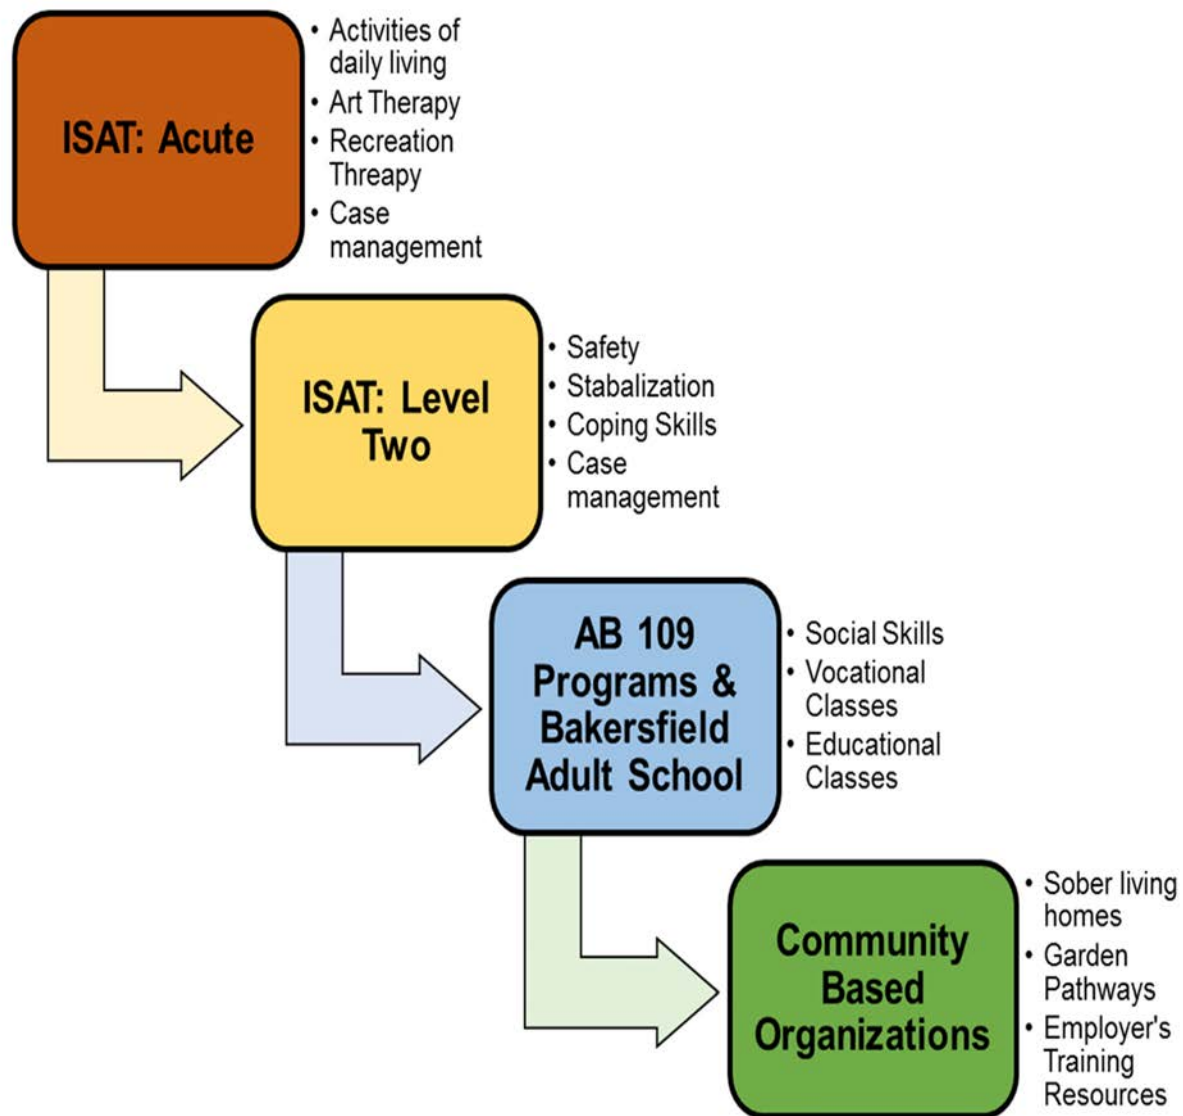 ISAT: Acute
• Activities of
daily living
• Art Therapy
• Recreation
Threapy
• Case
management
ISAT: Level
Two
• Safety
• Stabalization
• Coping Skills
• Case
management
AB 109
Programs &
Bakersfield
Adult School
• Social Skills
• Vocational
Classes
• Educational
Classes
Community
Based
Organizations
• Sober living
homes
• Garden
Pathways
• Employer's
Training
Resources